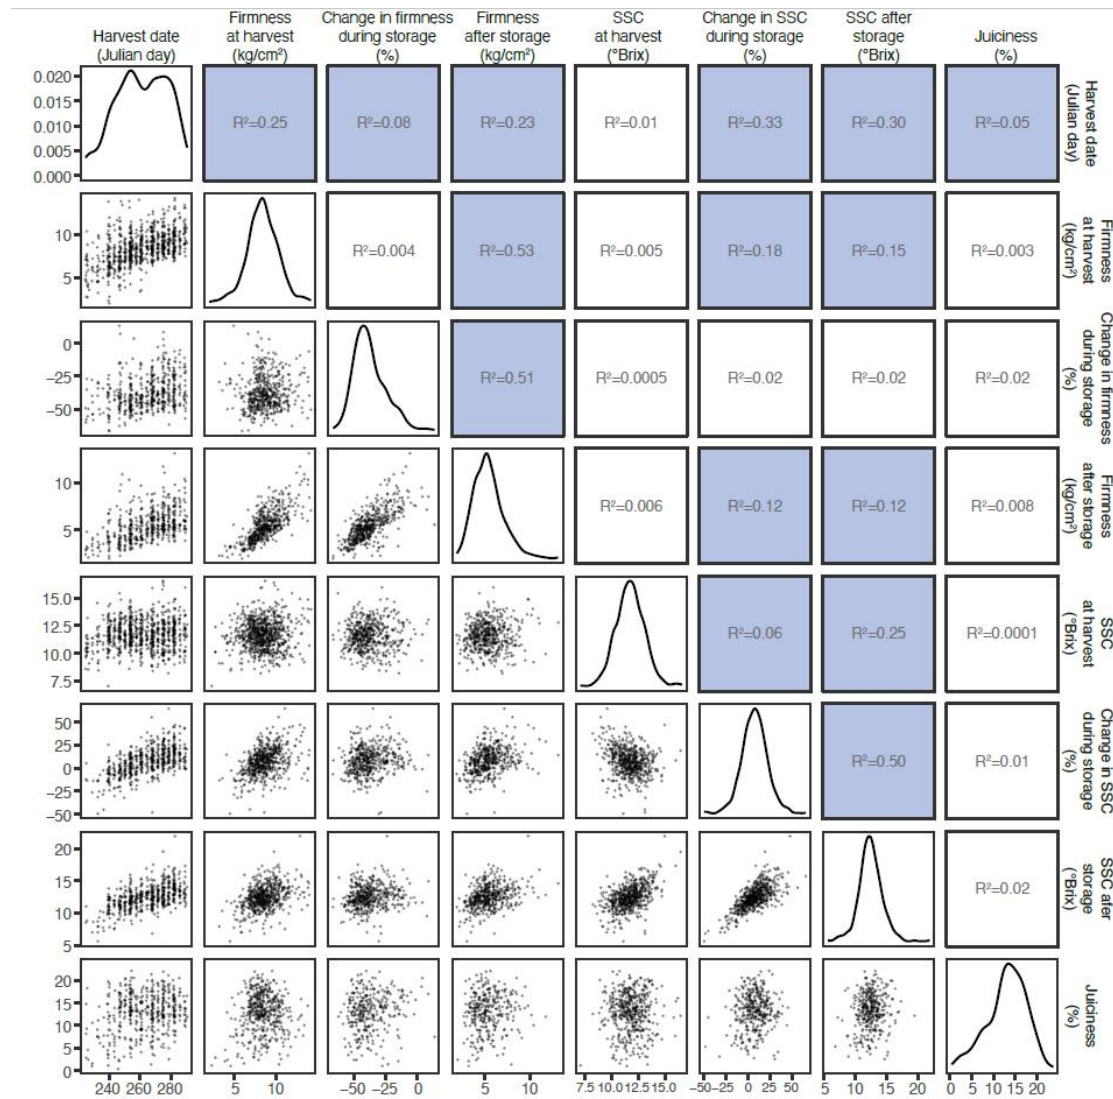 Harvest date
(Julian day)
Firmness
at harvest
(kg/cm²)
Change in firmness
during storage
(%)
Firmness
after storage
(kg/cm²)
SSC
at harvest
(°Brix)
Change in SSC
during storage
(%)
SSC after
storage
(°Brix)
Juiciness
(%)
0.020
0.015
0.010
0.005
0.000
R²=0.25
R²=0.08
R²=0.23
R²=0.01
R²=0.33
R²=0.30
R²=0.05
Harvest date
(Julian day)
10
5
R²=0.004
R²=0.53
R²=0.005
R²=0.18
R²=0.15
R²=0.003
Firmness
at harvest
(kg/cm²)
0
−25
−50
R²=0.51
R²=0.0005
R²=0.02
R²=0.02
R²=0.02
Change in firmness
during storage
(%)
10
5
R²=0.006
R²=0.12
R²=0.12
R²=0.008
Firmness
after storage
(kg/cm²)
15.0
12.5
10.0
7.5
R²=0.06
R²=0.25
R²=0.0001
SSC
at harvest
(°Brix)
50
25
0
−25
−50
R²=0.50
R²=0.01
Change in SSC
during storage
(%)
20
15
10
5
R²=0.02
SSC afer
storage
(°Brix)
20
15
10
5
0
Juiciness
(%)
240 260 280
5 10
−50 −25 0
5 10
7.5 10.0 12.5 15.0
−50 −25 0 25 50
5 10 15 20
0 5 10 15 20